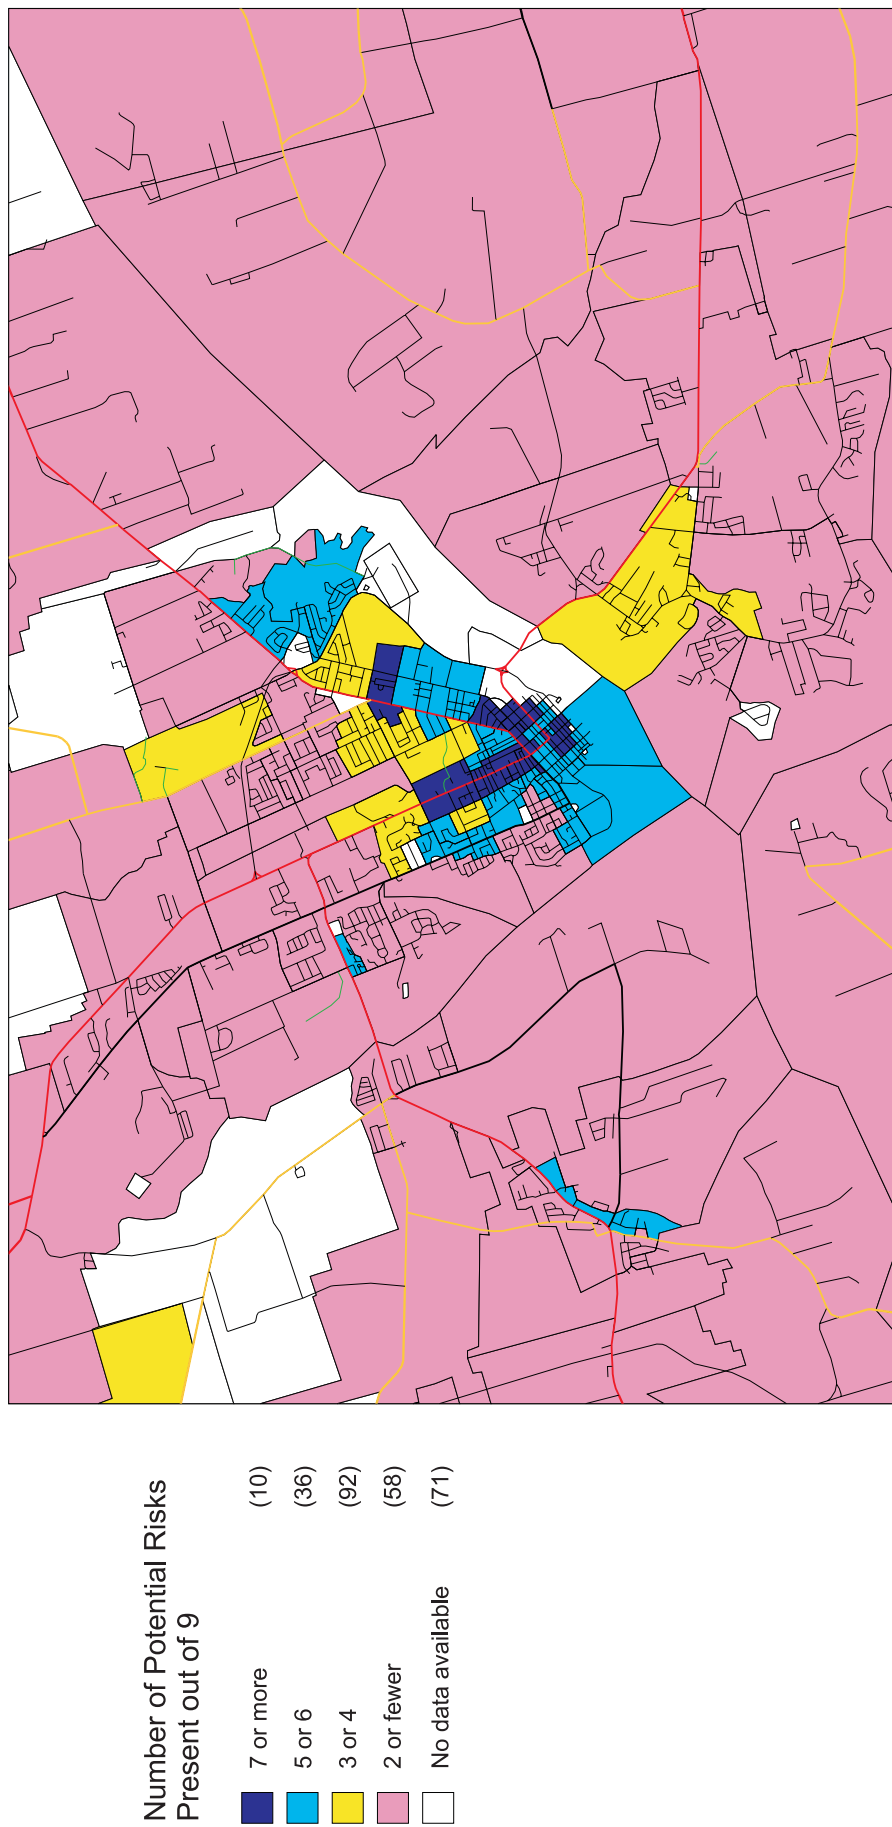 Number of Potential Risks
Present out of 9
7 or more (10)
5 or 6 (36)
3 or 4 (92)
2 or fewer (58)
No data available (71)